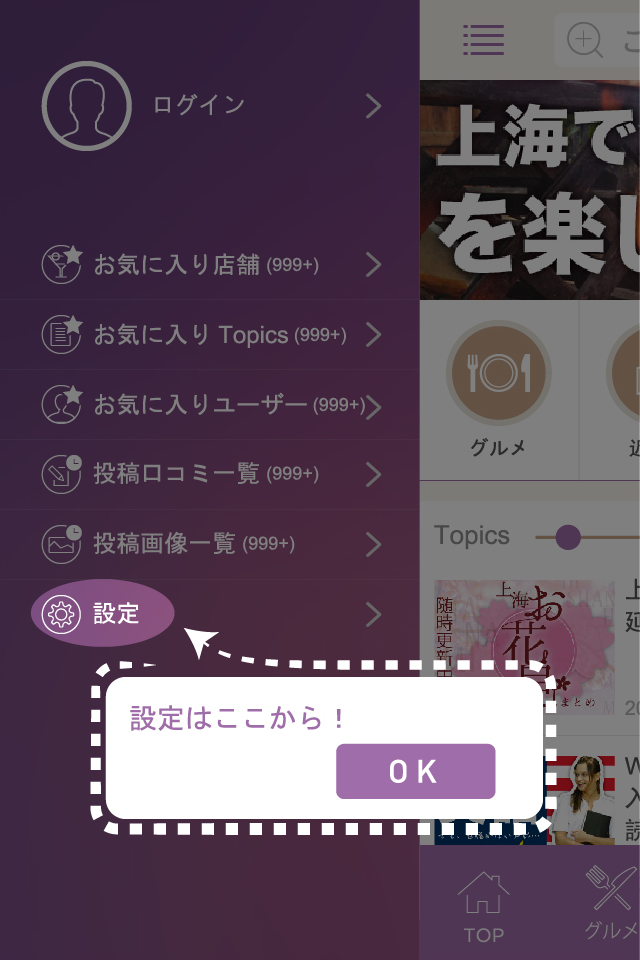 ログイン
お気に入り店舗 (999+)
お気に入り Topics (999+)
お気に入りユーザー (999+)
投稿口コミ一覧 (999+)
投稿画像一覧 (999+)
設定
設定はここから！
OK
上海で
を楽し
グルメ
Topics
上海
お花見
まとめ
随時更新中
上
延
20
W
入
読
TOP
グルメ